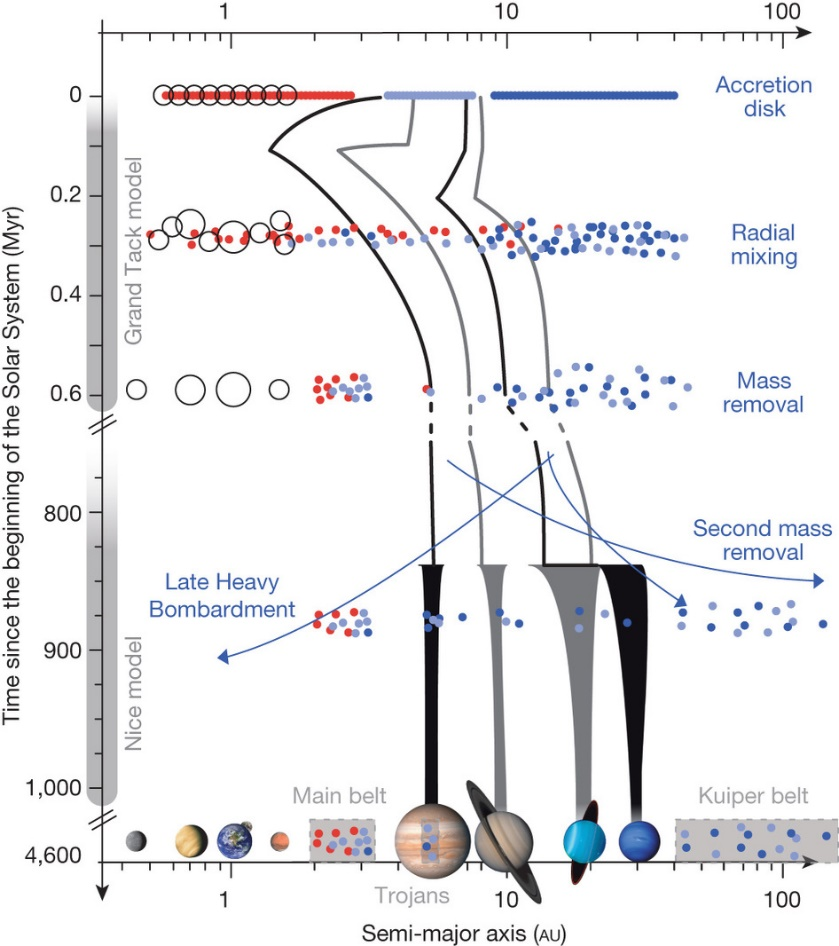 1
10
100
0
Accretion
disk
0.2
Radial
mixing
0.4
0.6
Mass
removal
Grand Tack model
Time since the beginning of the Solar System (Myr)
800
Second mass
removal
Late Heavy
Bombardment
900
Nice model
1,000
Main belt
Kuiper belt
4,600
Trojans
1
10
100
Semi-major axis (AU)